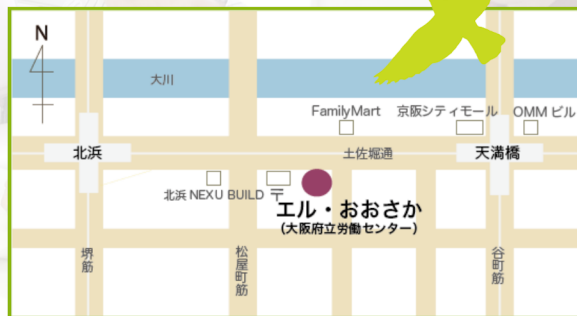 N
大川
FamilyMart
京阪シティモール
OMM ビル
北浜
土佐堀通
天満橋
北浜 NEXU BUILD
〒
エル・おおさか
(大阪府立労働センター)
堺筋
松屋町筋
谷町筋